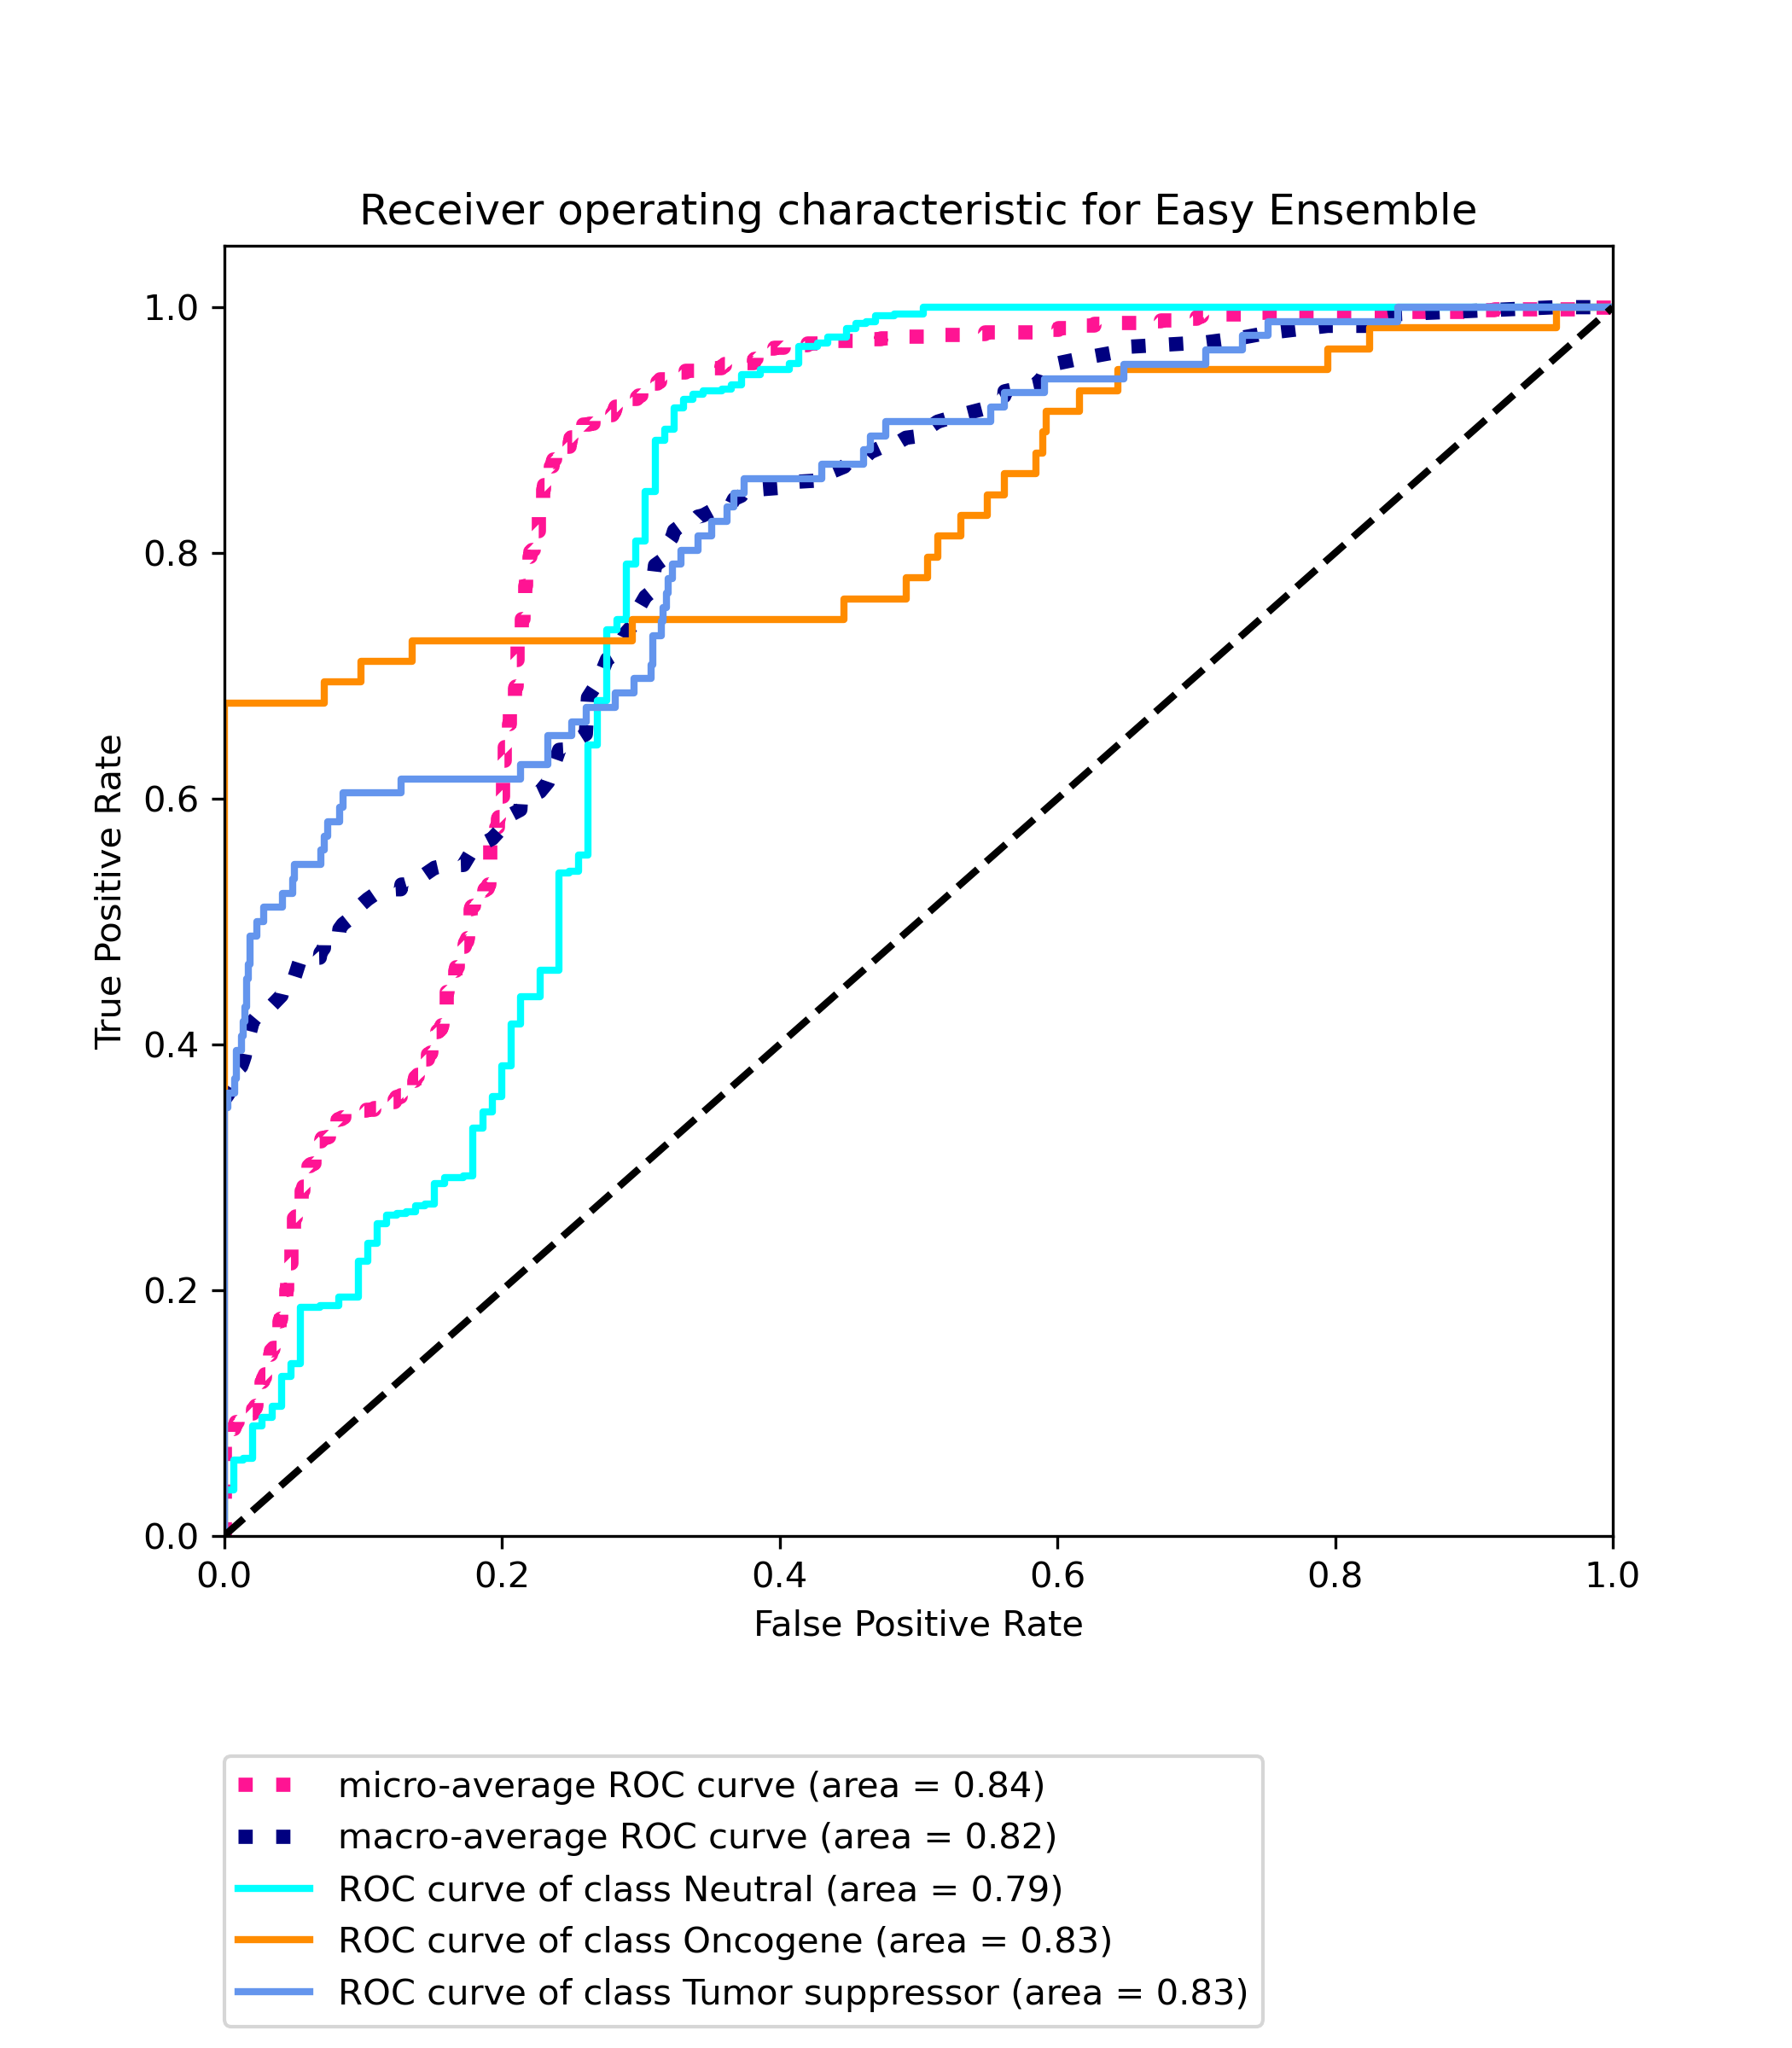 Receiver operating characteristic for Easy Ensemble
1.0
0.8
0.6
0.4
0.2
0.0
True Positive Rate
0.0 0.2 0.4 0.6 0.8 1.0
False Positive Rate
micro-average ROC curve (area = 0.84)
macro-average ROC curve (area = 0.82)
ROC curve of class Neutral (area = 0.79)
ROC curve of class Oncogene (area = 0.83)
ROC curve of class Tumor suppressor (area = 0.83)